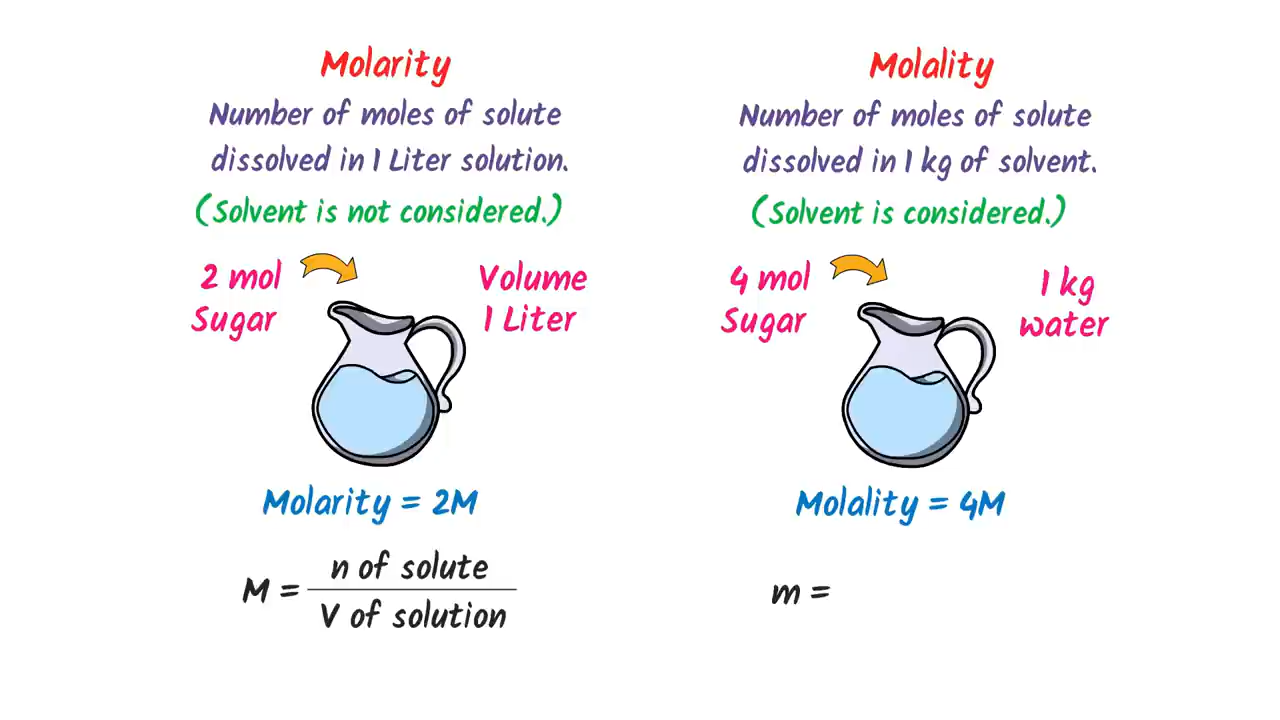 Molarity
Number of moles of solute
dissolved in 1 Liter solution.
(Solvent is not considered.)
2 mol
Sugar
Volume
1 Liter
Molarity = 2M
M = n of solute
V of solution
Molality
Number of moles of solute
dissolved in 1 kg of solvent.
(Solvent is considered.)
4 mol
Sugar
1 kg
water
Molality = 4M
m =